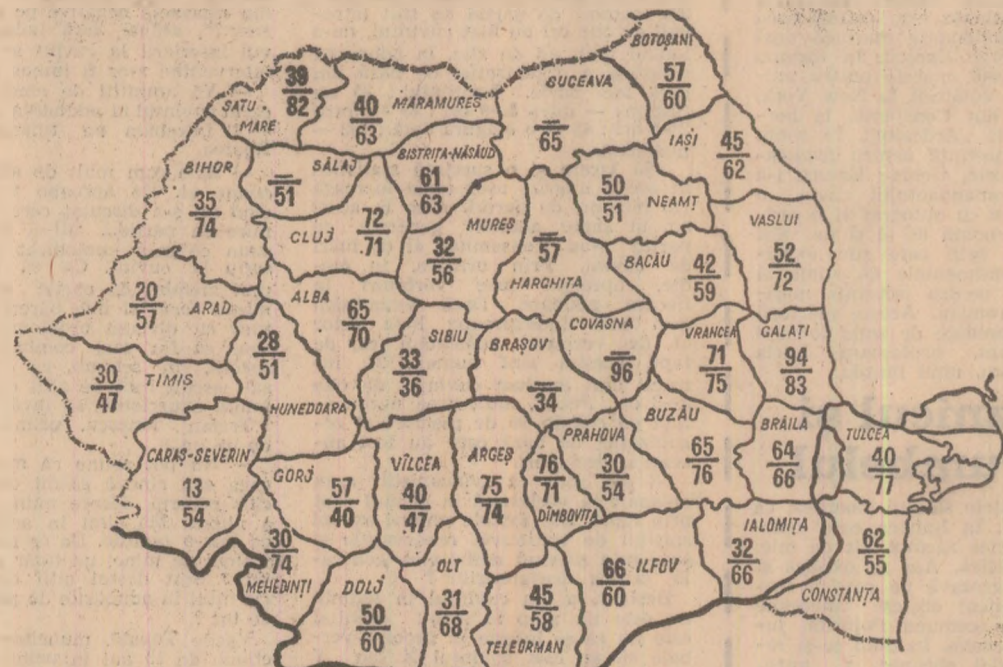 BOTOȘANI
57
60
SUCEAVA
—
65
SATU
MARE
39
82
40
63
MARAMUREȘ
IAȘI
45
62
BIHOR
35
74
SĂLAJ
—
51
BISTRIȚA-NĂSĂUD
61
63
50
51
NEAMȚ
CLUJ
72
71
MUREȘ
32
56
—
57
HARGHITA
VASLUI
52
72
BACĂU
42
59
20
57
ARAD
ALBA
65
70
SIBIU
33
36
BRAȘOV
—
34
COVASNA
—
96
VRANCEA
71
75
GALAȚI
94
83
30
47
TIMIȘ
28
51
HUNEDOARA
CARAȘ-SEVERIN
13
54
GORJ
57
40
VÎLCEA
40
47
ARGEȘ
75
74
76
71
DÎMBOVIȚA
PRAHOVA
30
54
BUZĂU
65
76
BRĂILA
64
66
TULCEA
40
77
30
74
MEHEDINȚI
DOLJ
50
60
OLT
31
68
45
58
TELEORMAN
66
60
ILFOV
IALOMIȚA
32
66
62
55
CONSTANȚA